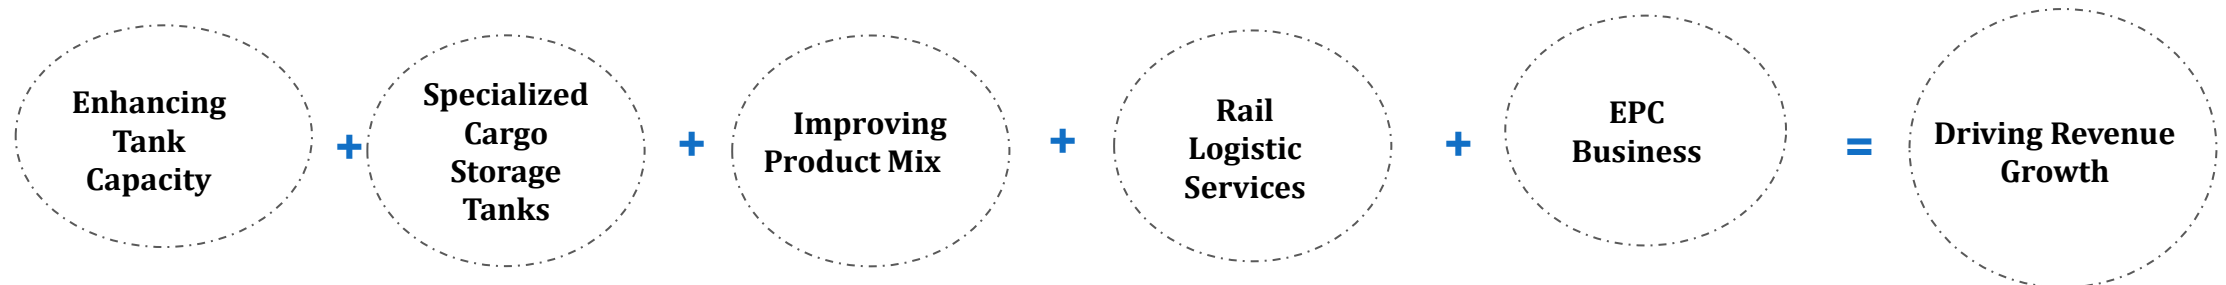 Enhancing
Tank
Capacity
+
Specialized
Cargo
Storage
Tanks
+
Improving
Product Mix
+
Rail
Logistic
Services
+
EPC
Business
=
Driving Revenue
Growth